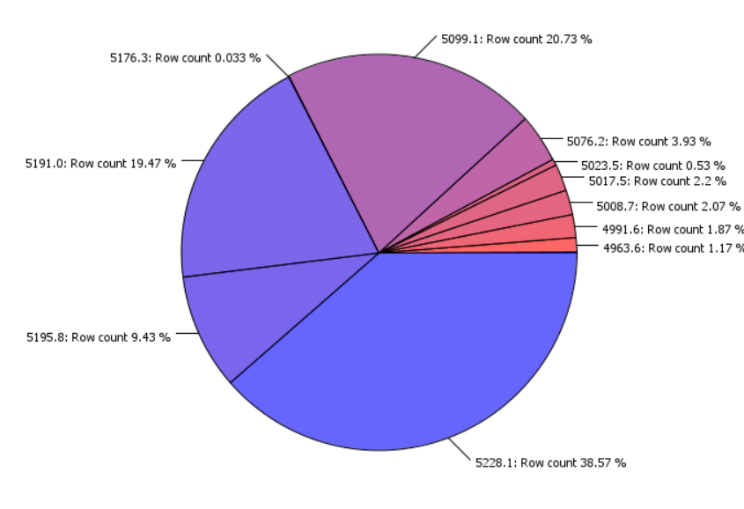 5099.1: Row count 20.73 %
5176.3: Row count 0.033 %
5076.2: Row count 3.93 %
5191.0: Row count 19.47 %
5023.5: Row count 0.53 %
5017.5: Row count 2.2 %
5008.7: Row count 2.07 %
4991.6: Row count 1.87 %
4963.6: Row count 1.17 %
5195.8: Row count 9.43 %
5228.1: Row count 38.57 %